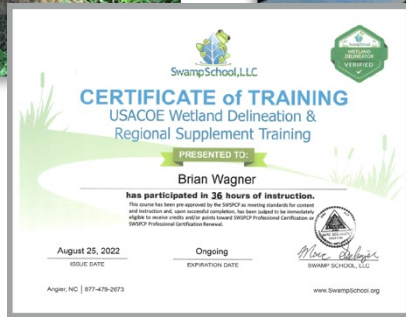 SwampSchool, LLC
WETLAND
DELINEATOR
VERIFIED
CERTIFICATE of TRAINING
USACOE Wetland Delineation &
Regional Supplement Training
PRESENTED TO:
Brian Wagner
has participated in 36 hours of instruction.
This course has been pre-approved by the SWSPCP as meeting standards for content
and instruction and, upon successful completion, has been judged to be immediately
eligible to receive credits and/or points toward SWSPCP Professional Certification or
SWSPCP Professional Certification Renewal.
August 25, 2022
ISSUE DATE
Ongoing
EXPIRATION DATE
SWAMP SCHOOL, LLC
Angier, NC | 877-479-2673
www.SwampSchool.org